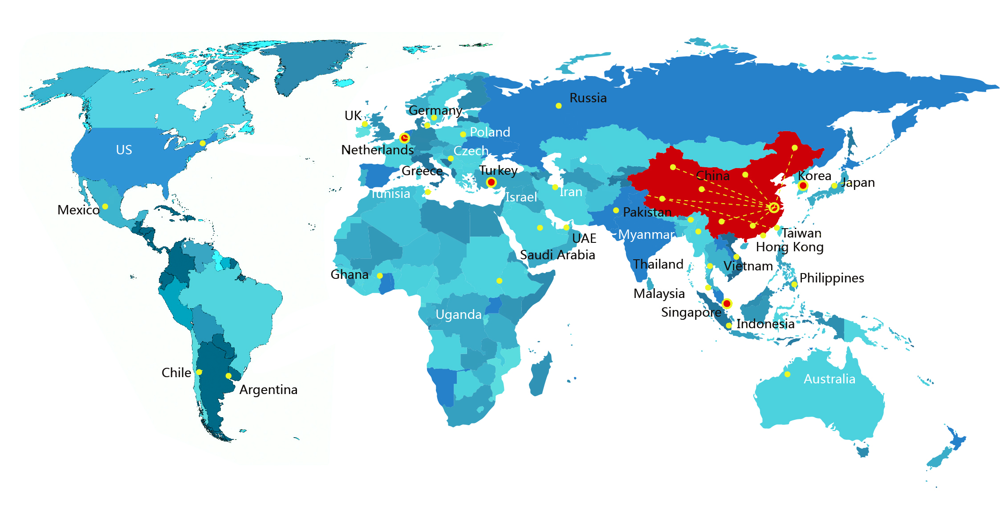 Russia
Germany
UK
Poland
US
Netherlands
Czech
Greece
Turkey
China
Korea
Japan
Tunisia
Israel
Iran
Mexico
Pakistan
Myanmar
UAE
Taiwan
Hong Kong
Saudi Arabia
Thailand
Vietnam
Ghana
Philippines
Malaysia
Uganda
Singapore
Indonesia
Chile
Australia
Argentina